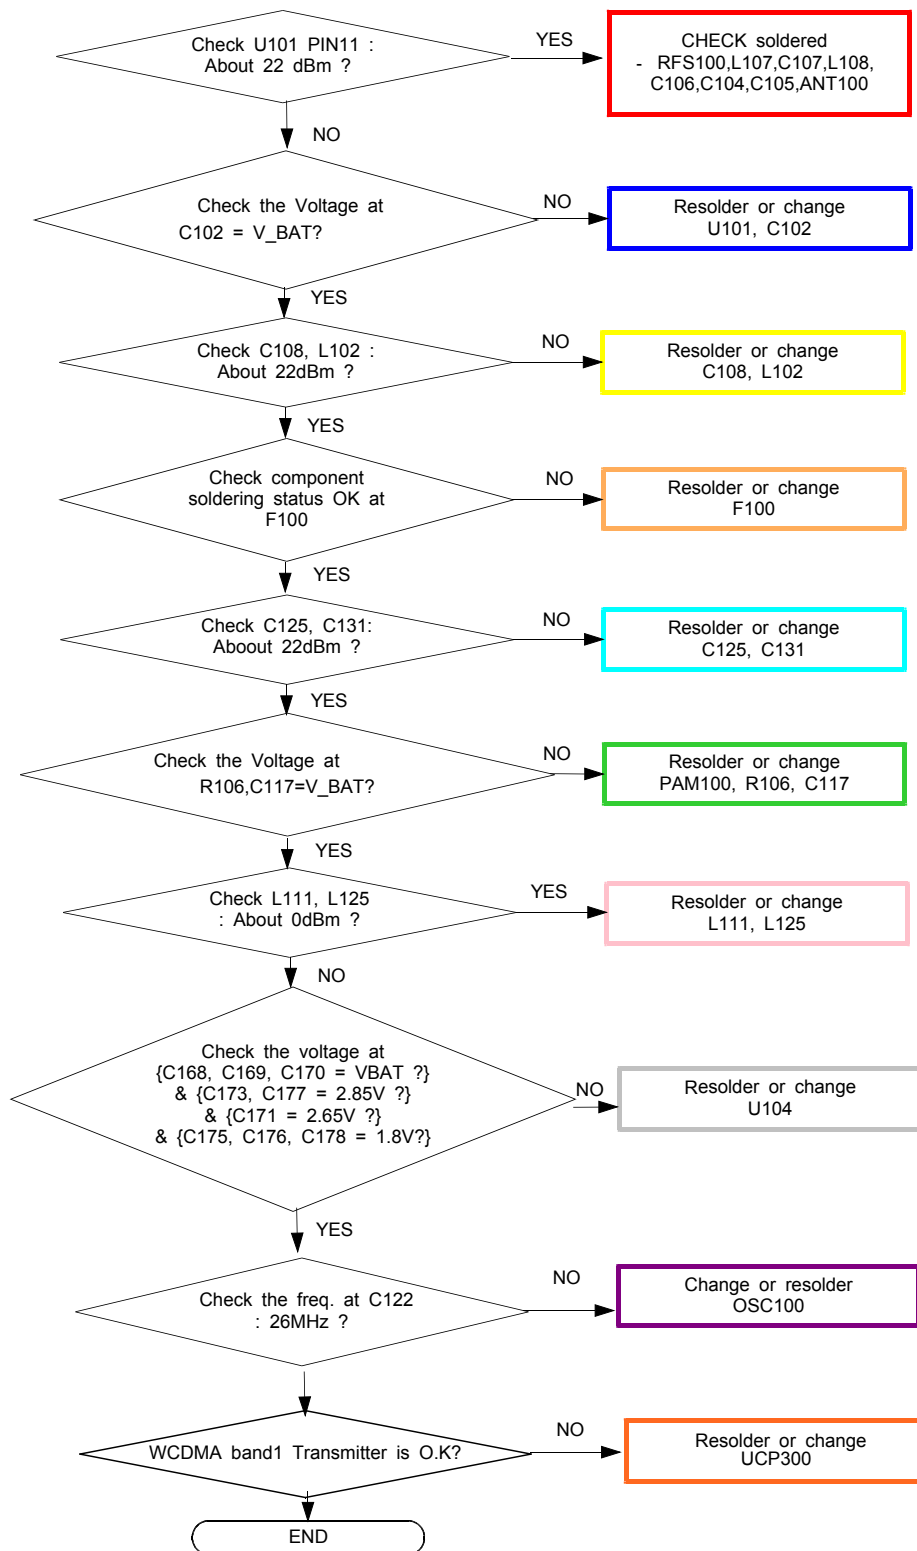 Check U101 PIN11 :
About 22 dBm ?
YES
CHECK soldered
- RFS100,L107,C107,L108,
C106,C104,C105,ANT100
NO
Check the Voltage at
C102 = V_BAT?
NO
Resolder or change
U101, C102
YES
Check C108, L102 :
About 22dBm ?
NO
Resolder or change
C108, L102
YES
Check component
soldering status OK at
F100
NO
Resolder or change
F100
YES
Check C125, C131:
Aboout 22dBm ?
NO
Resolder or change
C125, C131
YES
Check the Voltage at
R106,C117=V_BAT?
NO
Resolder or change
PAM100, R106, C117
YES
Check L111, L125
: About 0dBm ?
YES
Resolder or change
L111, L125
NO
Check the voltage at
{C168, C169, C170 = VBAT ?}
& {C173, C177 = 2.85V ?}
& {C171 = 2.65V ?}
& {C175, C176, C178 = 1.8V?}
NO
Resolder or change
U104
YES
Check the freq. at C122
: 26MHz ?
NO
Change or resolder
OSC100
WCDMA band1 Transmitter is O.K?
NO
Resolder or change
UCP300
END